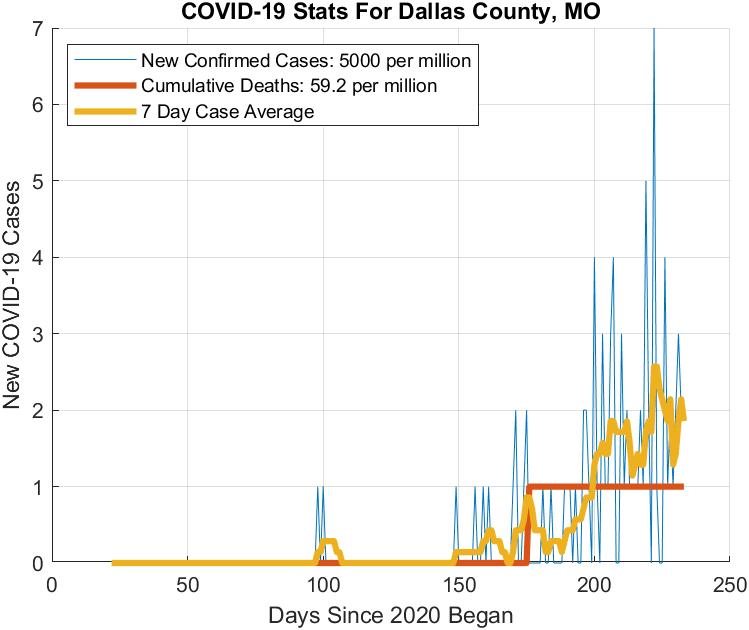 COVID-19 Stats For Dallas County, MO
New Confirmed Cases: 5000 per million
Cumulative Deaths: 59.2 per million
7 Day Case Average
New COVID-19 Cases
7
6
5
4
3
2
1
0
0 50 100 150 200 250
Days Since 2020 Began